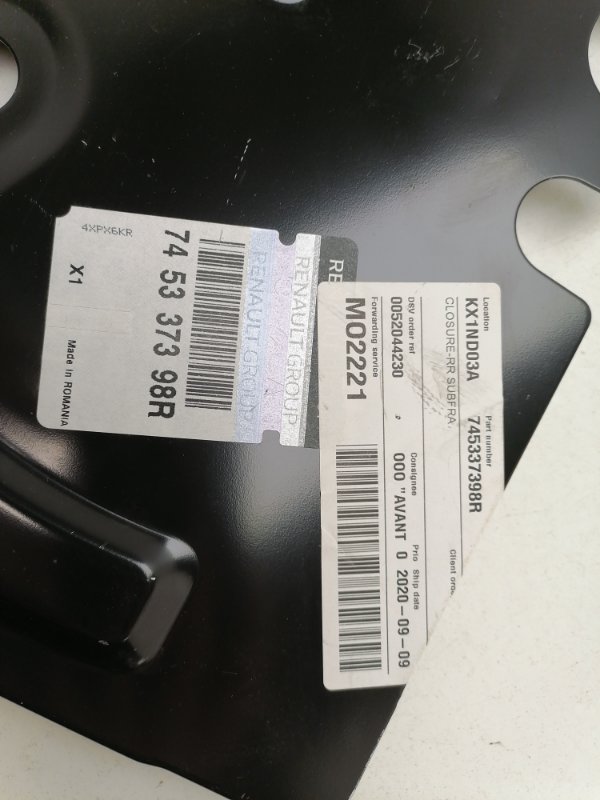 RE
RENAULT GROUP
RENAULT GROUP
74 53 373 98R
4XPX6KR
X1
Made in ROMANIA
Location
Part number
KX1ND03A
745337398R
CLOSURE-RR SUBFRA.
Client
DSV order ref
Consignee
Prio
Ship date
0052044230
000 "AVANT
0
2020-09-09
Forwarding service
MO2221